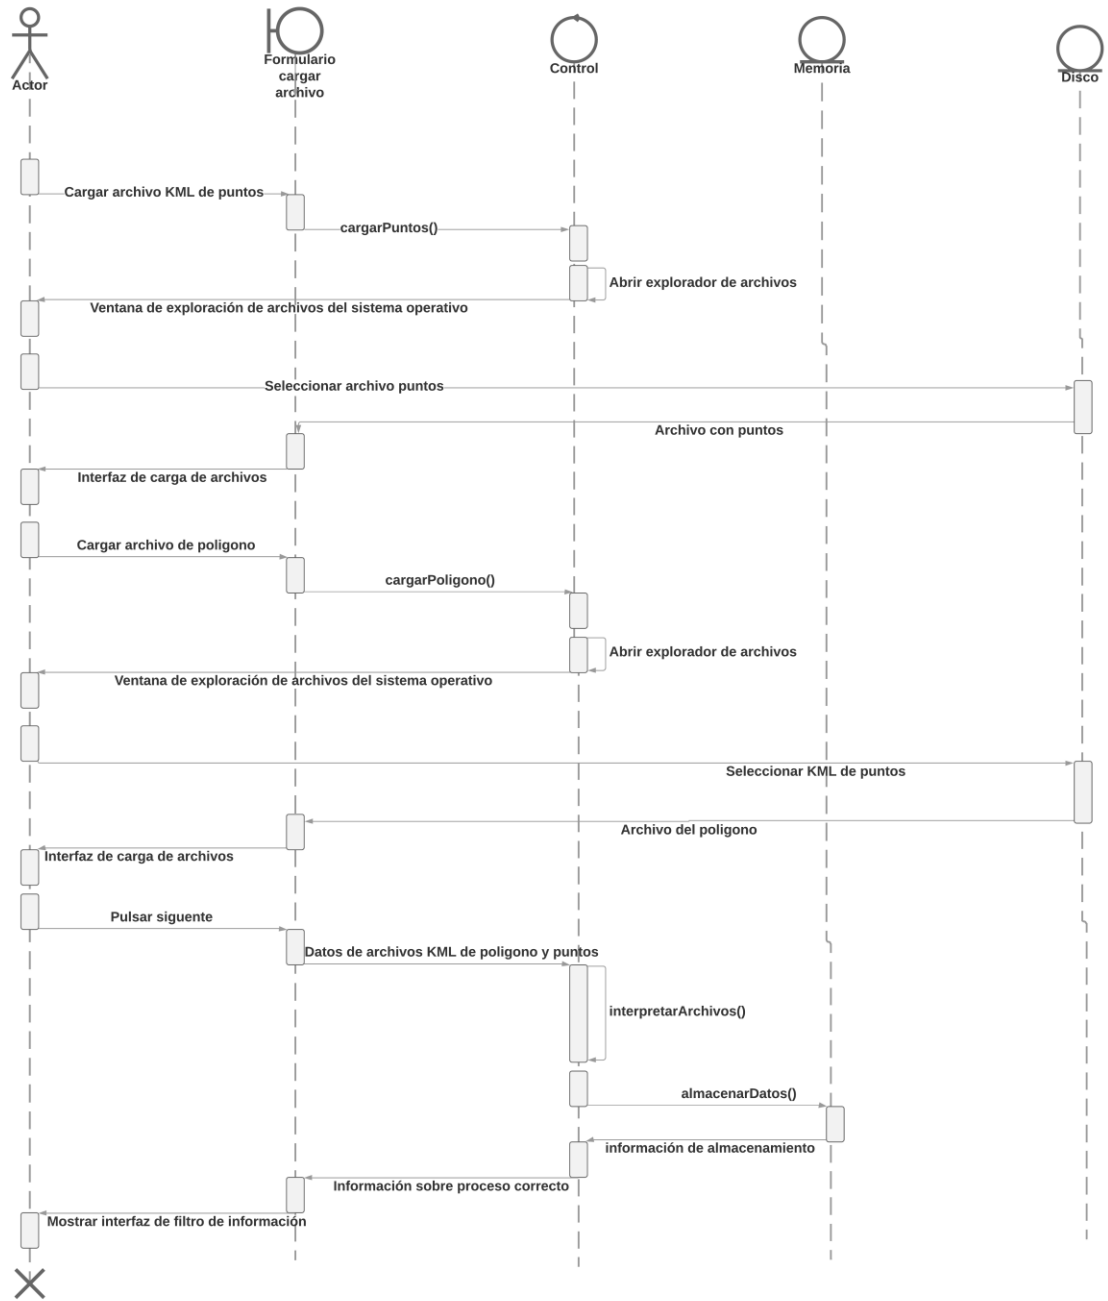 Actor
Formulario
cargar
archivo
Control
Memoria
Disco
Cargar archivo KML de puntos
cargarPuntos()
Abrir explorador de archivos
Ventana de exploración de archivos del sistema operativo
Seleccionar archivo puntos
Archivo con puntos
Interfaz de carga de archivos
Cargar archivo de poligono
cargarPoligono()
Abrir explorador de archivos
Ventana de exploración de archivos del sistema operativo
Seleccionar KML de puntos
Archivo del poligono
Interfaz de carga de archivos
Pulsar siguente
Datos de archivos KML de poligono y puntos
interpretarArchivos()
almacenarDatos()
información de almacenamiento
Información sobre proceso correcto
Mostrar interfaz de filtro de información